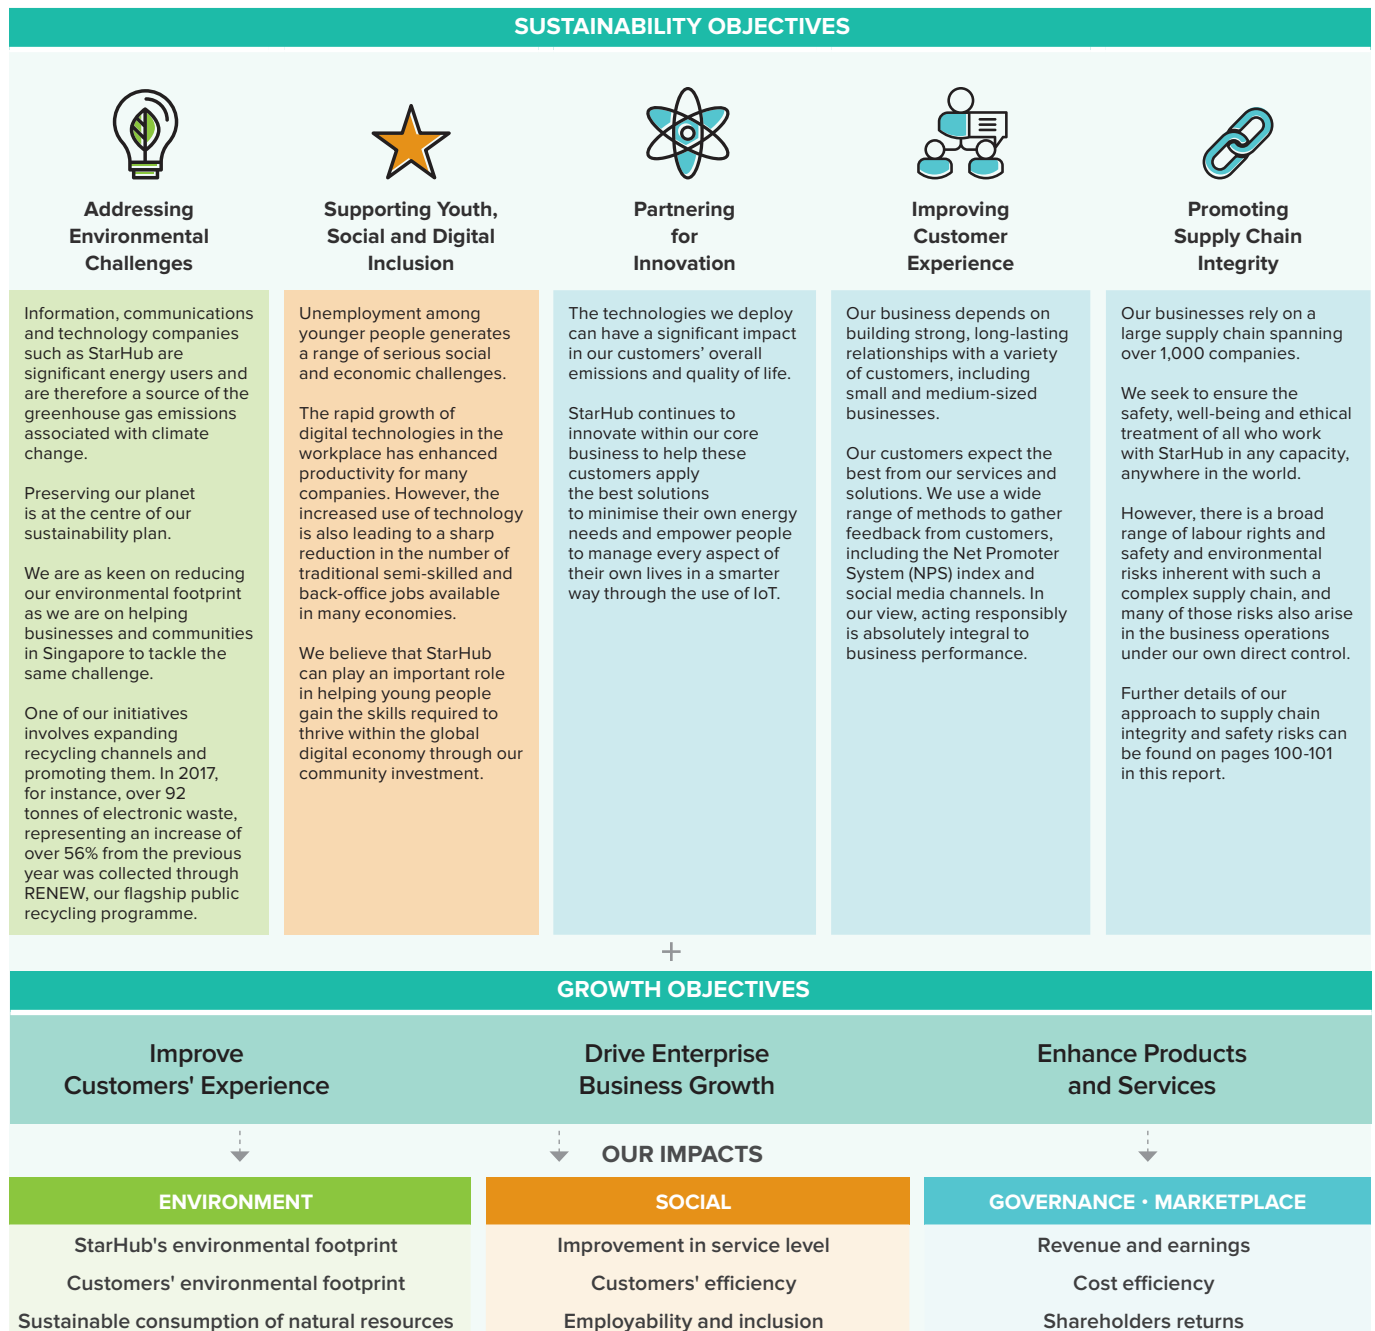 SUSTAINABILITY OBJECTIVES
Addressing
Environmental
Challenges
Information, communications
and technology companies
such as StarHub are
significant energy users and
are therefore a source of the
greenhouse gas emissions
associated with climate
change.
Preserving our planet
is at the centre of our
sustainability plan.
We are as keen on reducing
our environmental footprint
as we are on helping
businesses and communities
in Singapore to tackle the
same challenge.
One of our initiatives
involves expanding
recycling channels and
promoting them. In 2017,
for instance, over 92
tonnes of electronic waste,
representing an increase of
over 56% from the previous
year was collected through
RENEW, our flagship public
recycling programme.
Supporting Youth,
Social and Digital
Inclusion
Unemployment among
younger people generates
a range of serious social
and economic challenges.
The rapid growth of
digital technologies in the
workplace has enhanced
productivity for many
companies. However, the
increased use of technology
is also leading to a sharp
reduction in the number of
traditional semi-skilled and
back-office jobs available
in many economies.
We believe that StarHub
can play an important role
in helping young people
gain the skills required to
thrive within the global
digital economy through our
community investment.
Partnering
for
Innovation
The technologies we deploy
can have a significant impact
in our customers' overall
emissions and quality of life.
StarHub continues to
innovate within our core
business to help these
customers apply
the best solutions
to minimise their own energy
needs and empower people
to manage every aspect of
their own lives in a smarter
way through the use of IoT.
Improving
Customer
Experience
Our business depends on
building strong, long-lasting
relationships with a variety
of customers, including
small and medium-sized
businesses.
Our customers expect the
best from our services and
solutions. We use a wide
range of methods to gather
feedback from customers,
including the Net Promoter
System (NPS) index and
social media channels. In
our view, acting responsibly
is absolutely integral to
business performance.
Promoting
Supply Chain
Integrity
Our businesses rely on a
large supply chain spanning
over 1,000 companies.
We seek to ensure the
safety, well-being and ethical
treatment of all who work
with StarHub in any capacity,
anywhere in the world.
However, there is a broad
range of labour rights and
safety and environmental
risks inherent with such a
complex supply chain, and
many of those risks also arise
in the business operations
under our own direct control.
Further details of our
approach to supply chain
integrity and safety risks can
be found on pages 100-101
in this report.
+
GROWTH OBJECTIVES
Improve
Customers' Experience
Drive Enterprise
Business Growth
Enhance Products
and Services
OUR IMPACTS
ENVIRONMENT
StarHub's environmental footprint
Customers' environmental footprint
Sustainable consumption of natural resources
SOCIAL
Improvement in service level
Customers' efficiency
Employability and inclusion
GOVERNANCE • MARKETPLACE
Revenue and earnings
Cost efficiency
Shareholders returns